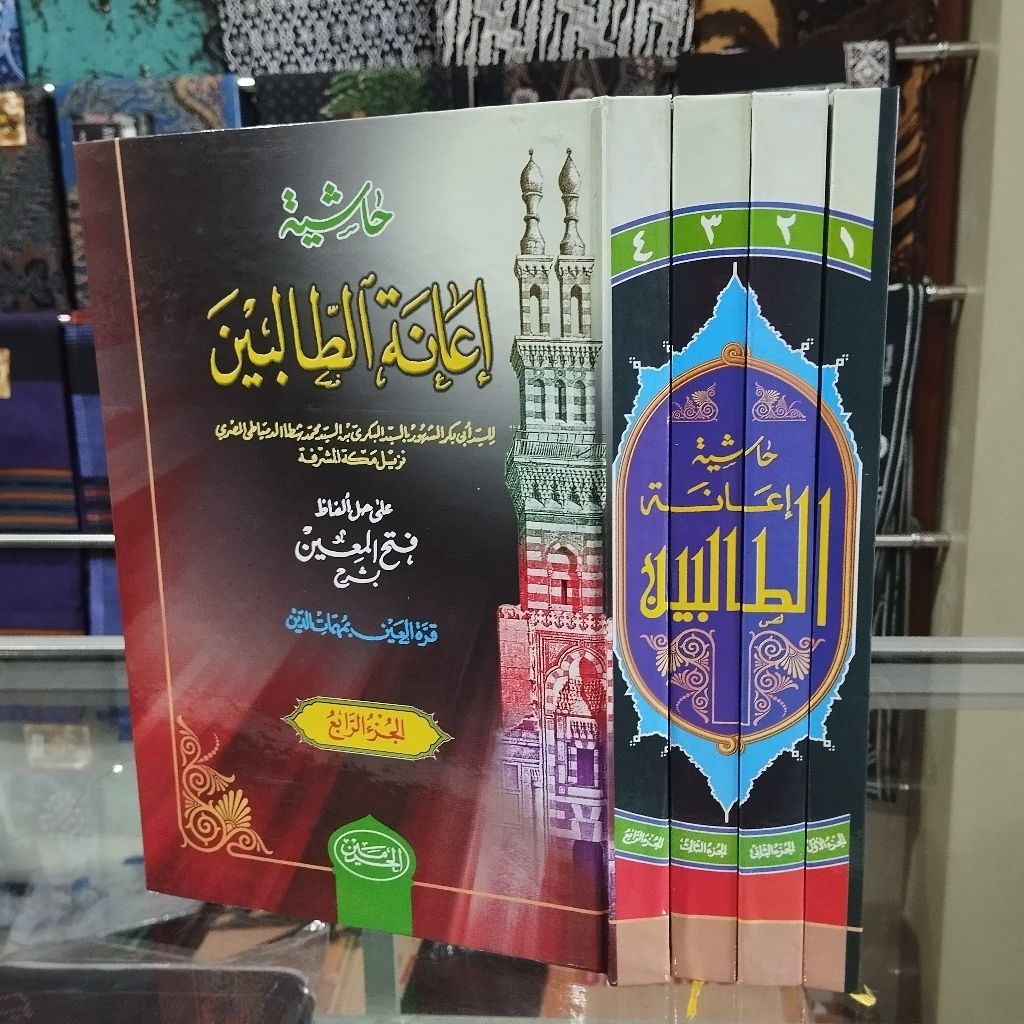 حاشية
إعانة الطالبين
للسيد أبي بكر المشهور بالسيد البكري بن السيد محمد شطا الدمياطي المصري
نزيل مكة المشرفة
على حل ألفاظ
فتح المعين
بشرح
قرة العين بمهمات الدين
الجزء الرابع
الحرمين
١
٢
٣
٤
حاشية
إعانة
الطالبين
الجزء الأول
الجزء الثاني
الجزء الثالث
الجزء الرابع